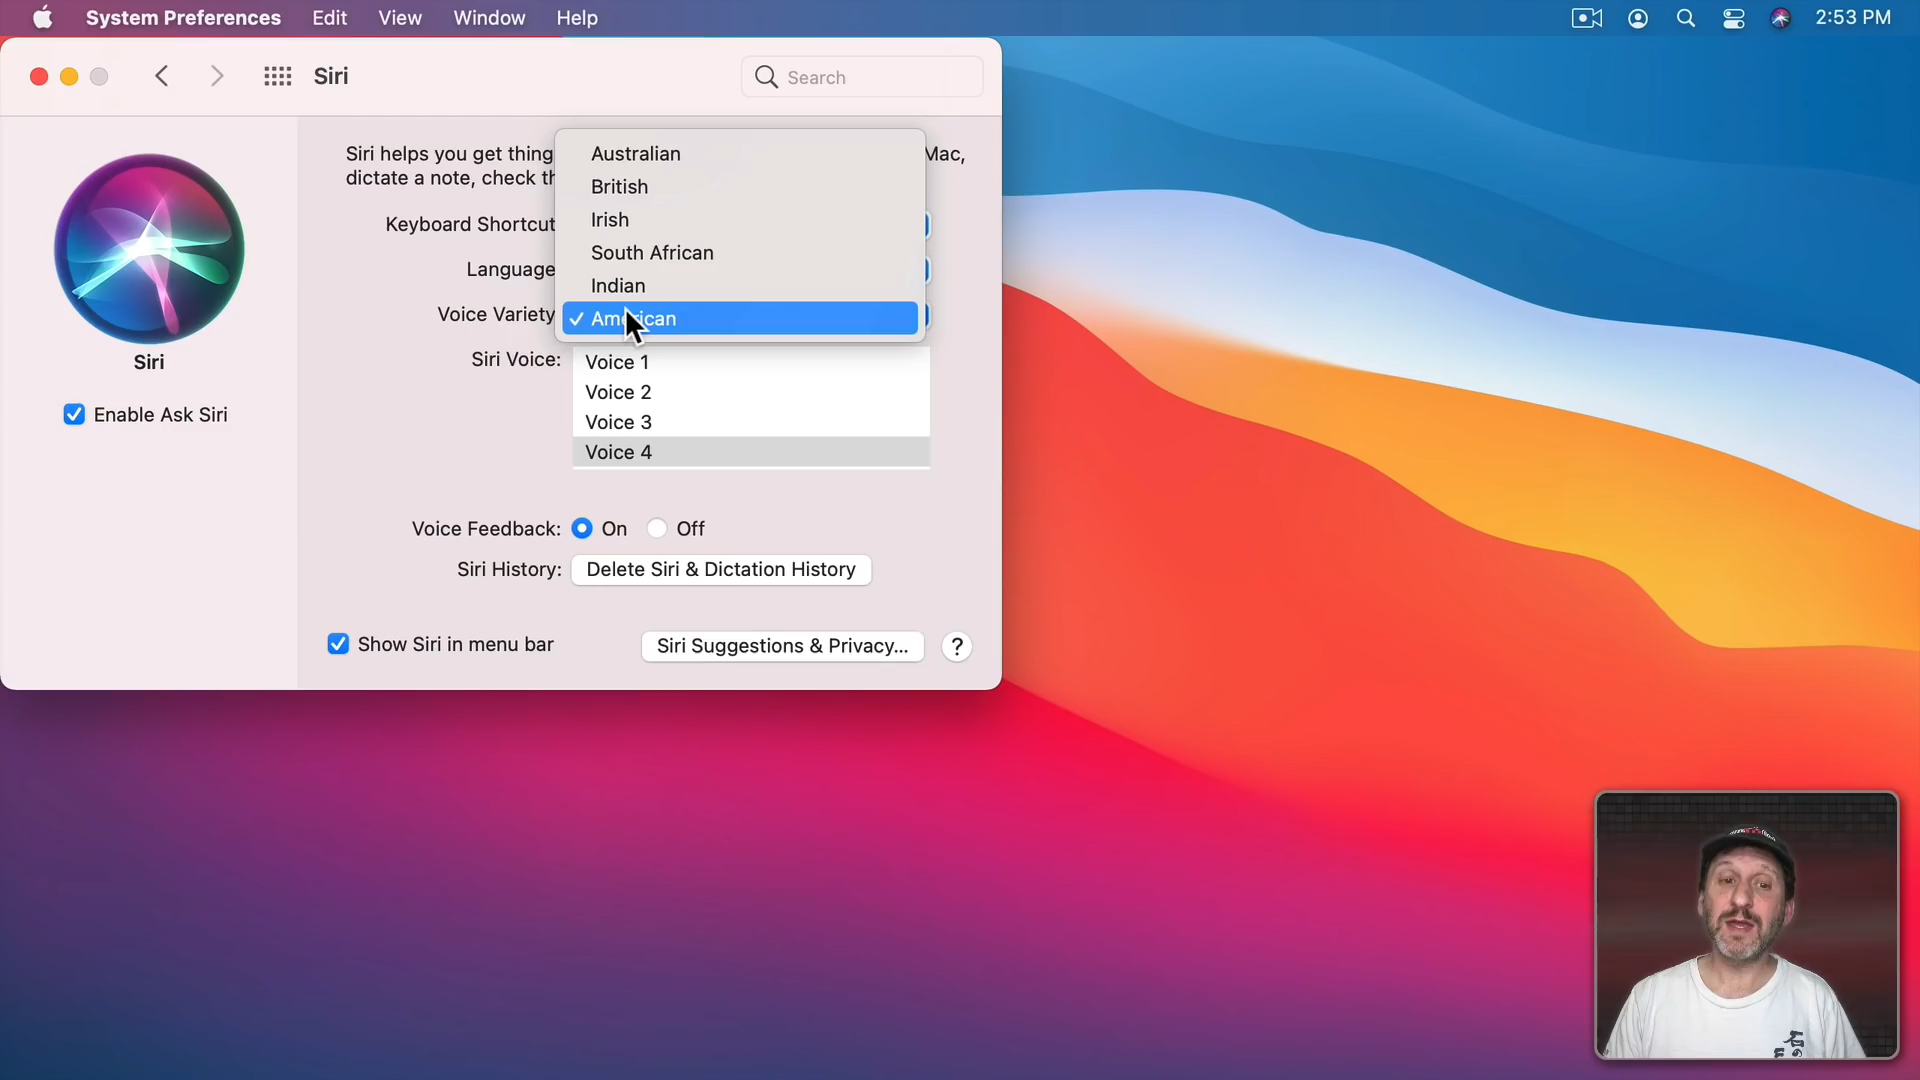 System Preferences Edit View Window Help 2:53 PM
Siri
Search
Siri helps you get thing Mac,
dictate a note, check th
Australian
British
Irish
South African
Indian
✓ American
Keyboard Shortcut
Language
Voice Variety
Siri Voice:
Voice 1
Voice 2
Voice 3
Voice 4
Siri
Enable Ask Siri
Voice Feedback: On Off
Siri History: Delete Siri & Dictation History
Show Siri in menu bar
Siri Suggestions & Privacy...
?
石の